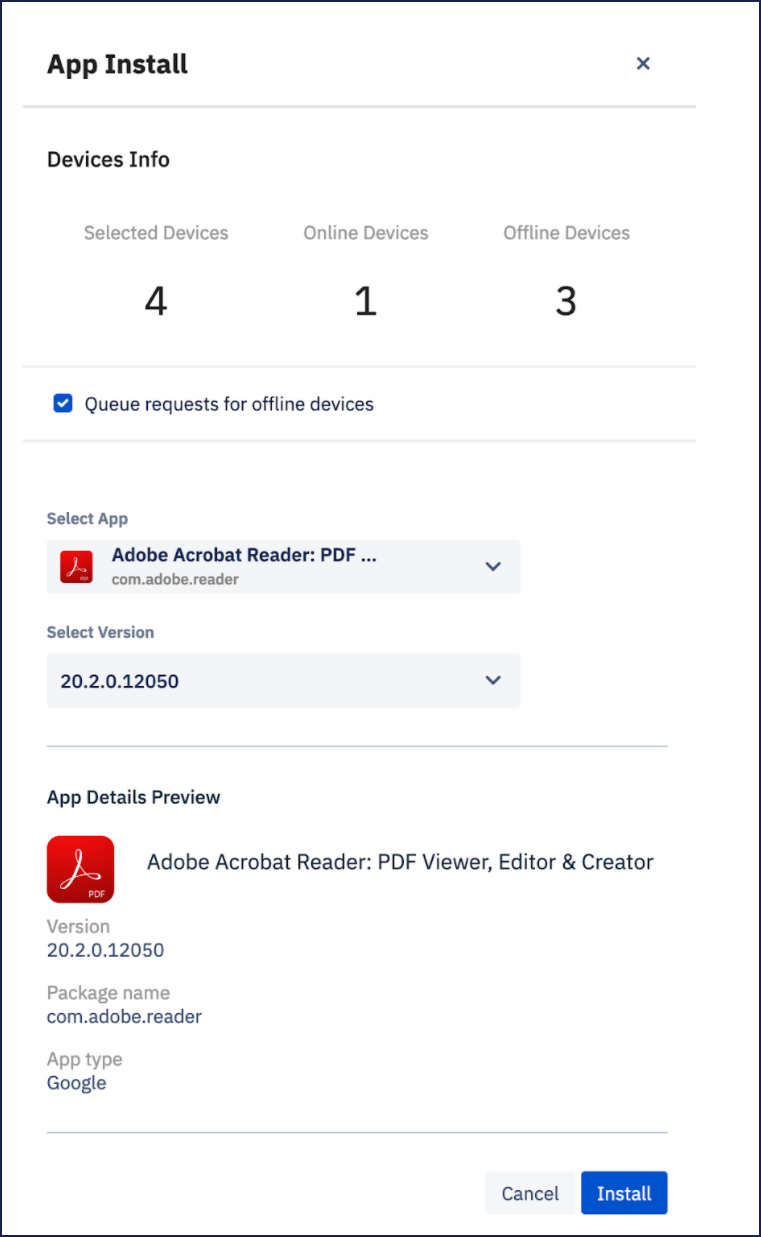 App Install
Devices Info
Selected Devices Online Devices Offline Devices
4 1 3
Queue requests for offline devices
Select App
Adobe Acrobat Reader: PDF ...
com.adobe.reader
Select Version
20.2.0.12050
App Details Preview
Adobe Acrobat Reader: PDF Viewer, Editor & Creator
PDF
Version
20.2.0.12050
Package name
com.adobe.reader
App type
Google
Cancel Install